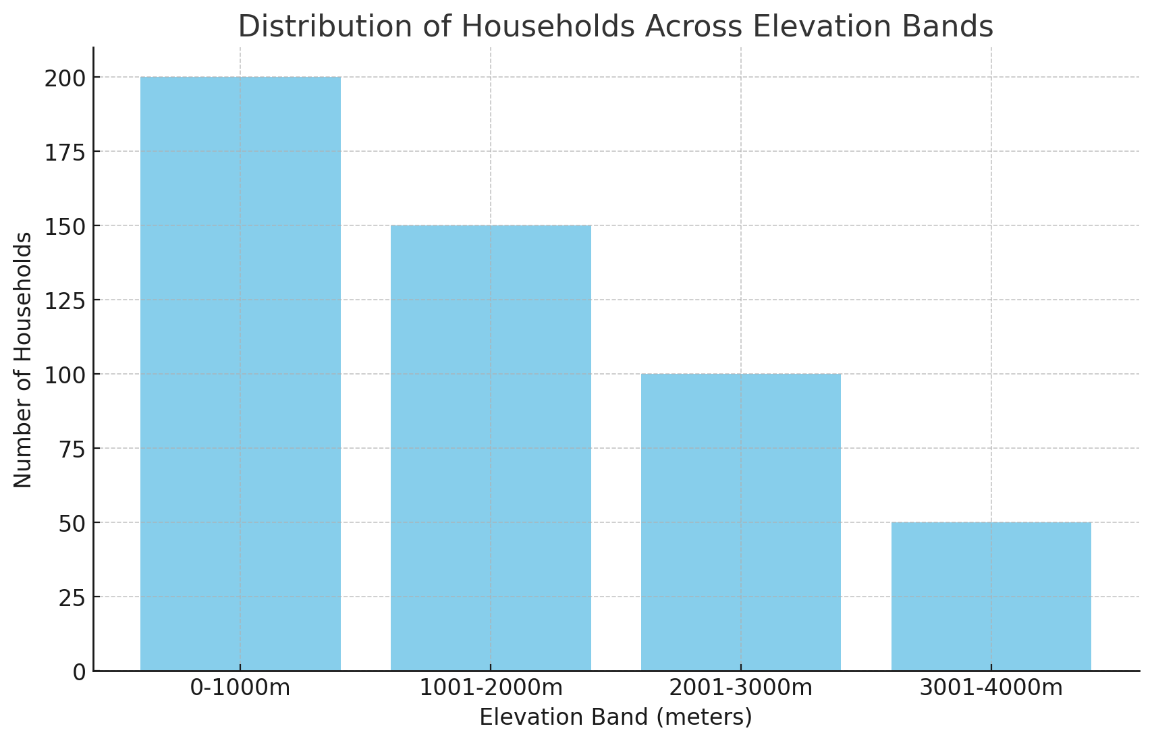 Distribution of Households Across Elevation Bands
Number of Households
200
175
150
125
100
75
50
25
0
0-1000m
1001-2000m
2001-3000m
3001-4000m
Elevation Band (meters)